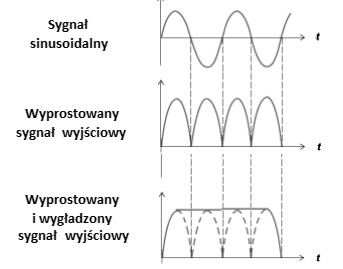 Sygnał
sinusoidalny
t
Wyprostowany
sygnał wyjściowy
t
Wyprostowany
i wygładzony
sygnał wyjściowy
t